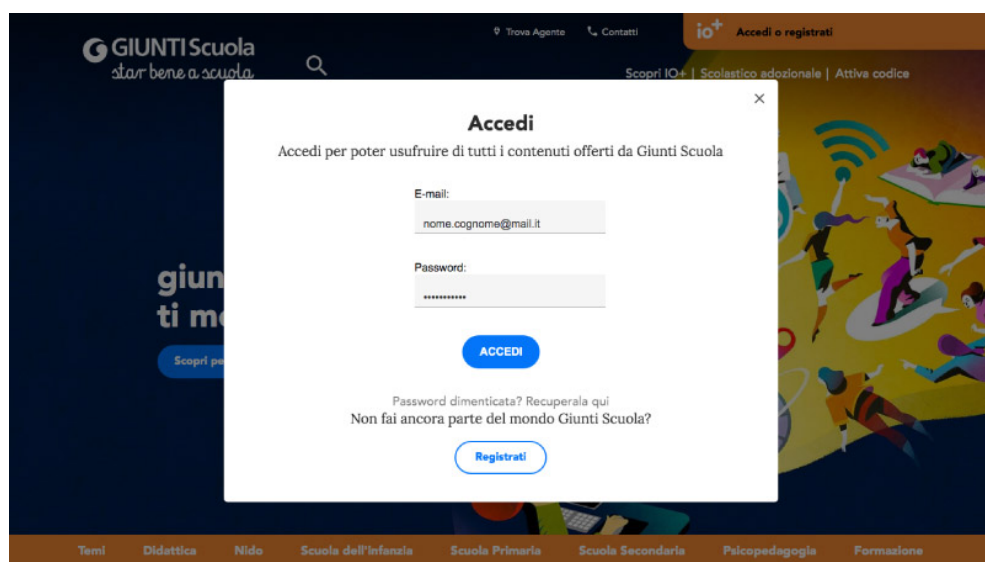 Trova Agente
Contatti
io+ Accedi o registrati
GIUNTI Scuola
star bene a scuola
Scopri IO+ | Scolastico adozionale | Attiva codice
×
Accedi
Accedi per poter usufruire di tutti i contenuti offerti da Giunti Scuola
E-mail:
nome.cognome@mail.it
giun
Password:
•••••••••••
ti m
Scopri pe
ACCEDI
Password dimenticata? Recuperala qui
Non fai ancora parte del mondo Giunti Scuola?
Registrati
Temi Didattica Nido Scuola dell'infanzia Scuola Primaria Scuola Secondaria Psicopedagogia Formazione